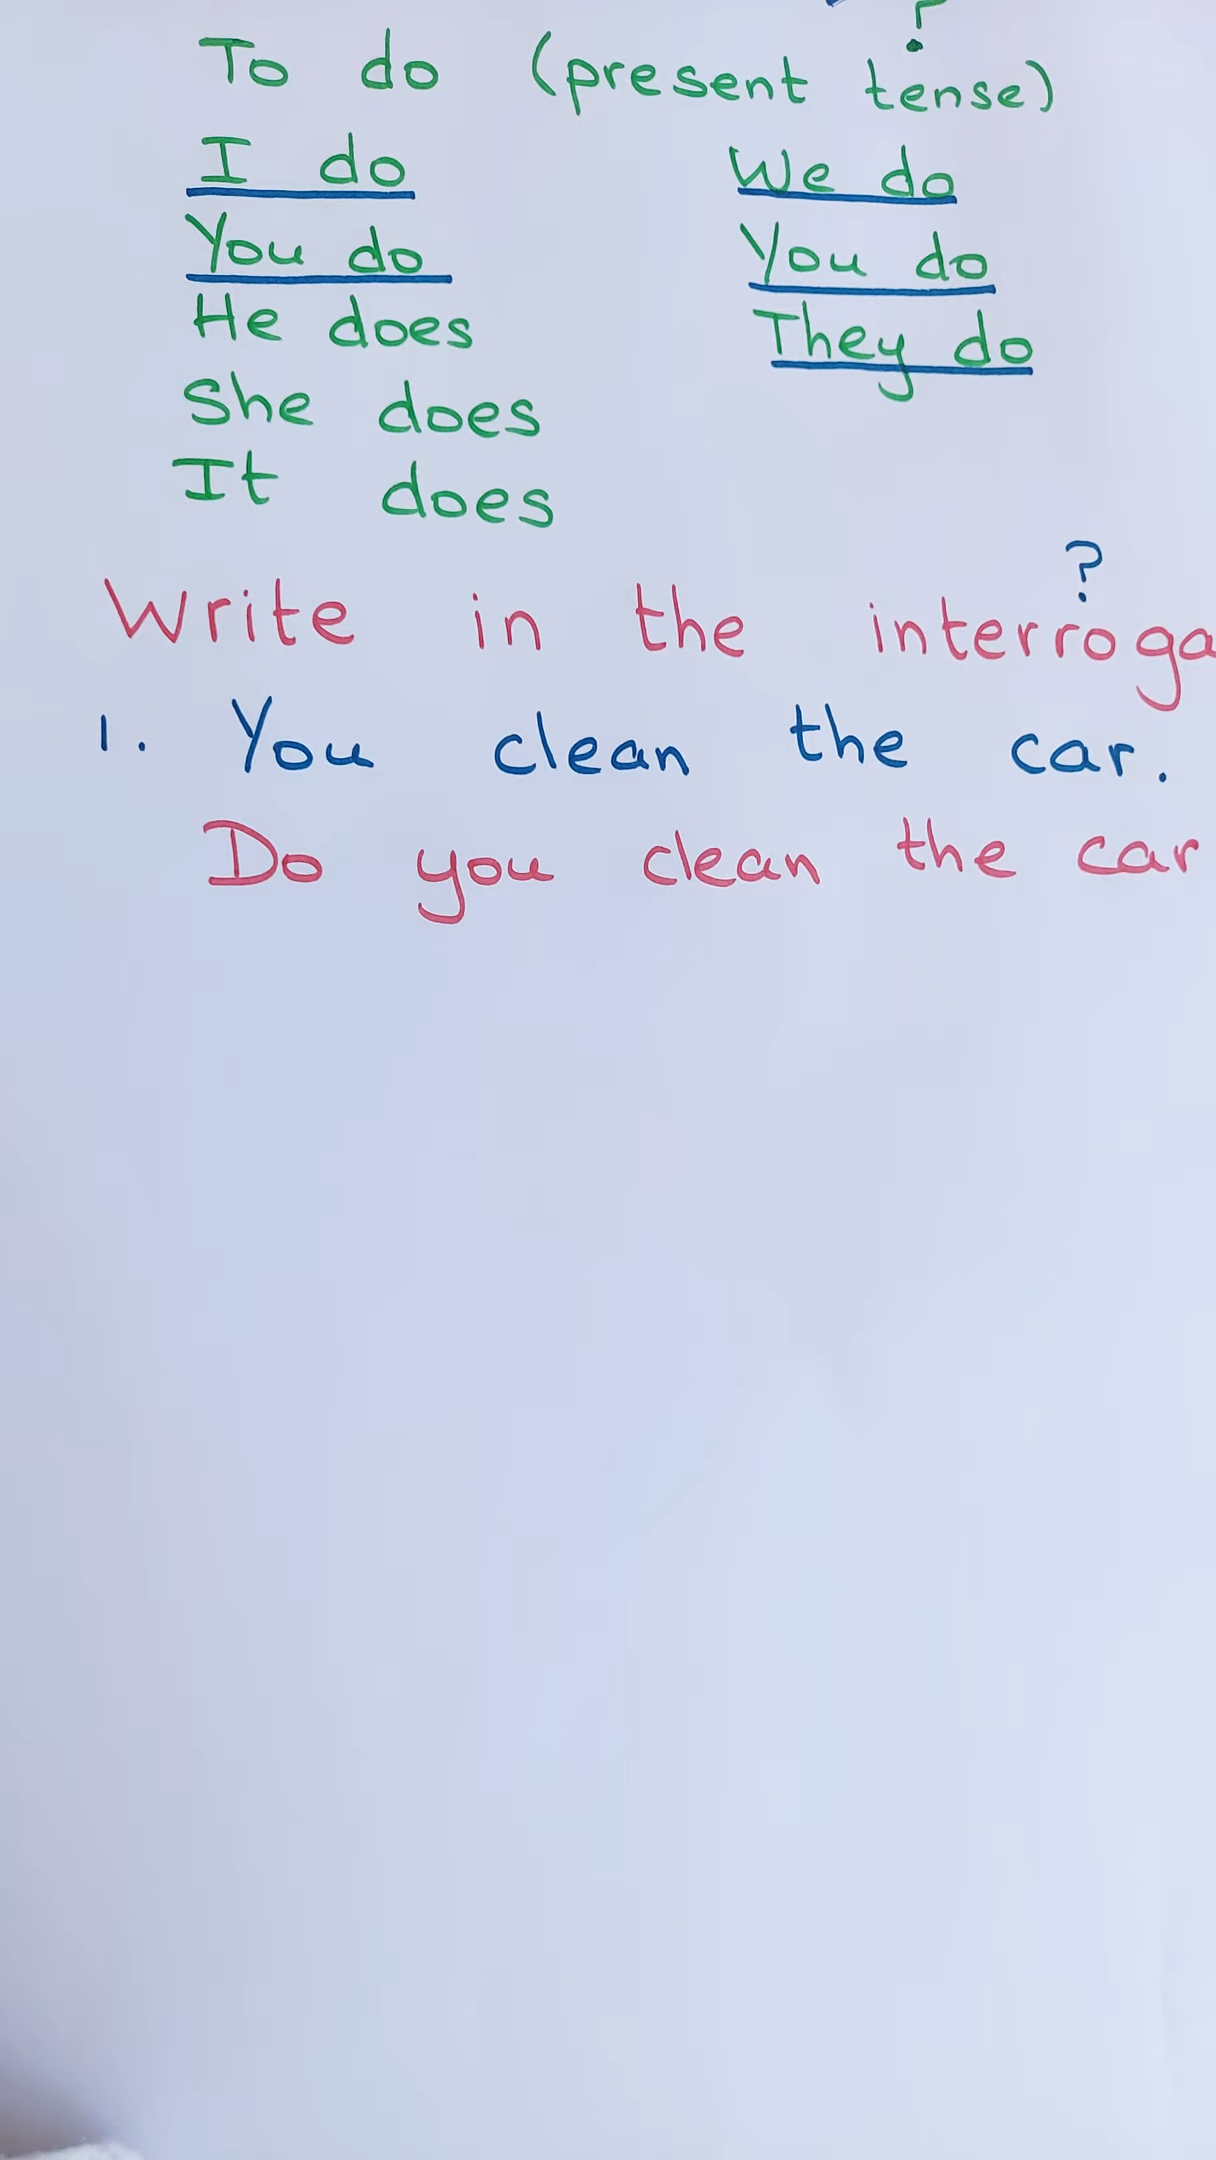 To do (present tense)
I do
You do
He does
She does
It does
We do
You do
They do
?
Write in the interroga
1. You clean the car.
Do you clean the car